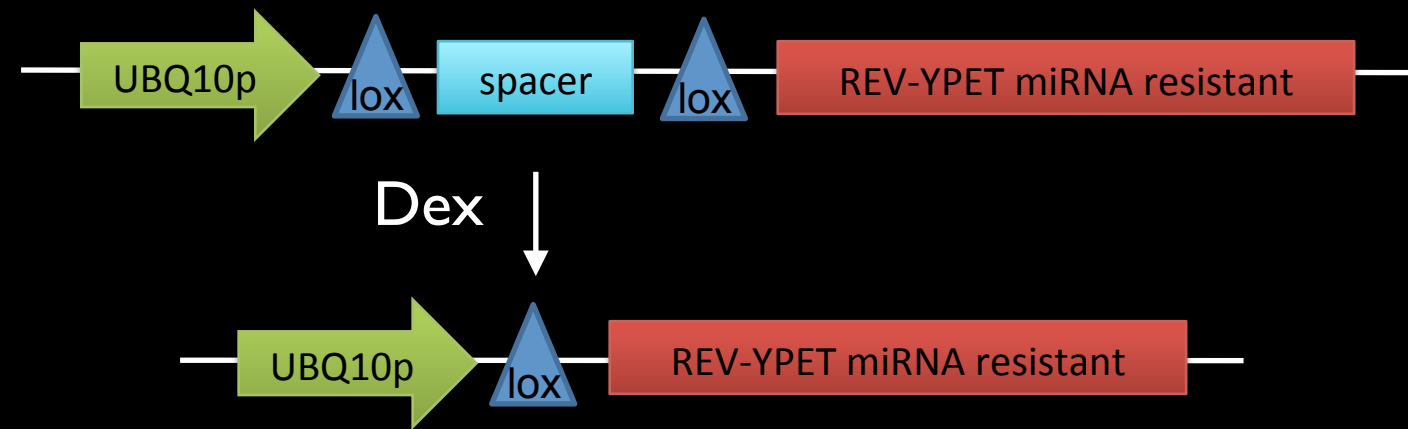 UBQ10p lox spacer lox REV-YPET miRNA resistant
Dex
UBQ10p lox REV-YPET miRNA resistant